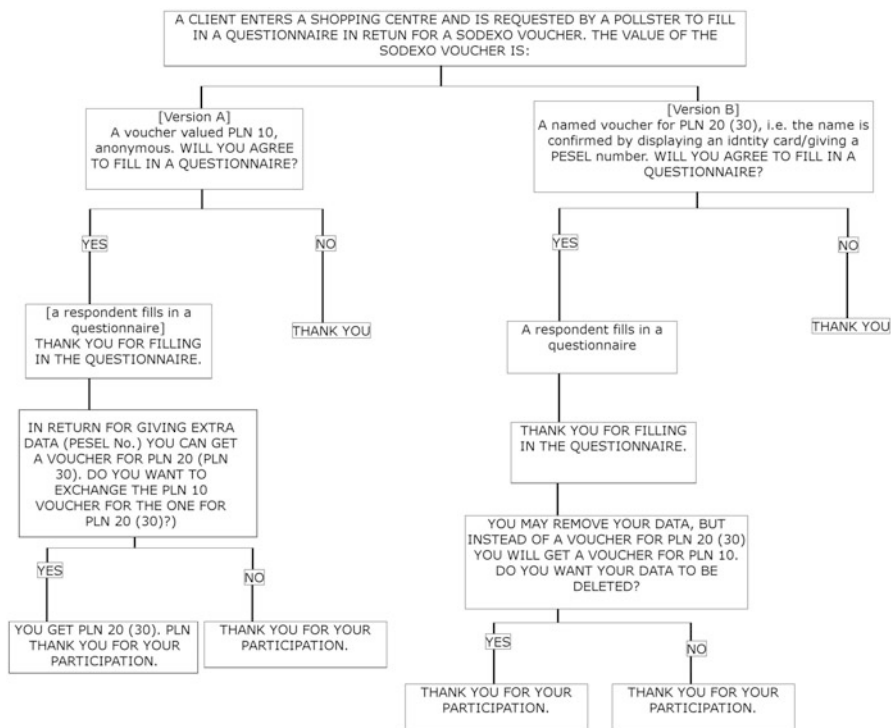 A CLIENT ENTERS A SHOPPING CENTRE AND IS REQUESTED BY A POLLSTER TO FILL
IN A QUESTIONNAIRE IN RETUN FOR A SODEXO VOUCHER. THE VALUE OF THE
SODEXO VOUCHER IS:
[Version A]
A voucher valued PLN 10,
anonymous. WILL YOU AGREE
TO FILL IN A QUESTIONNAIRE?
[Version B]
A named voucher for PLN 20 (30), i.e. the name is
confirmed by displaying an idntity card/giving a
PESEL number. WILL YOU AGREE TO FILL IN A
QUESTIONNAIRE?
YES
NO
YES
NO
[a respondent fills in a
questionnaire]
THANK YOU FOR FILLING
IN THE QUESTIONNAIRE.
THANK YOU
A respondent fills in a
questionnaire
THANK YOU
IN RETURN FOR GIVING EXTRA
DATA (PESEL No.) YOU CAN GET
A VOUCHER FOR PLN 20 (PLN
30). DO YOU WANT TO
EXCHANGE THE PLN 10
VOUCHER FOR THE ONE FOR
PLN 20 (30)?)
THANK YOU FOR FILLING
IN THE QUESTIONNAIRE.
YOU MAY REMOVE YOUR DATA, BUT
INSTEAD OF A VOUCHER FOR PLN 20 (30)
YOU WILL GET A VOUCHER FOR PLN 10.
DO YOU WANT YOUR DATA TO BE
DELETED?
YES
NO
YOU GET PLN 20 (30). PLN
THANK YOU FOR YOUR
PARTICIPATION.
THANK YOU FOR YOUR
PARTICIPATION.
YES
NO
THANK YOU FOR YOUR
PARTICIPATION.
THANK YOU FOR YOUR
PARTICIPATION.